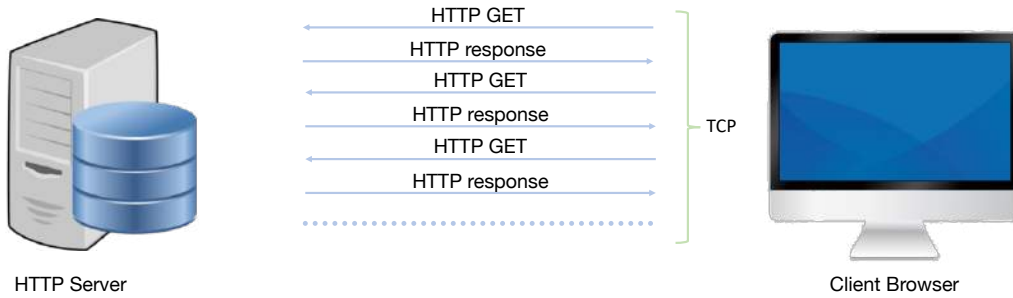 HTTP GET
HTTP response
HTTP GET
HTTP response
TCP
HTTP GET
HTTP response
HTTP Server
Client Browser